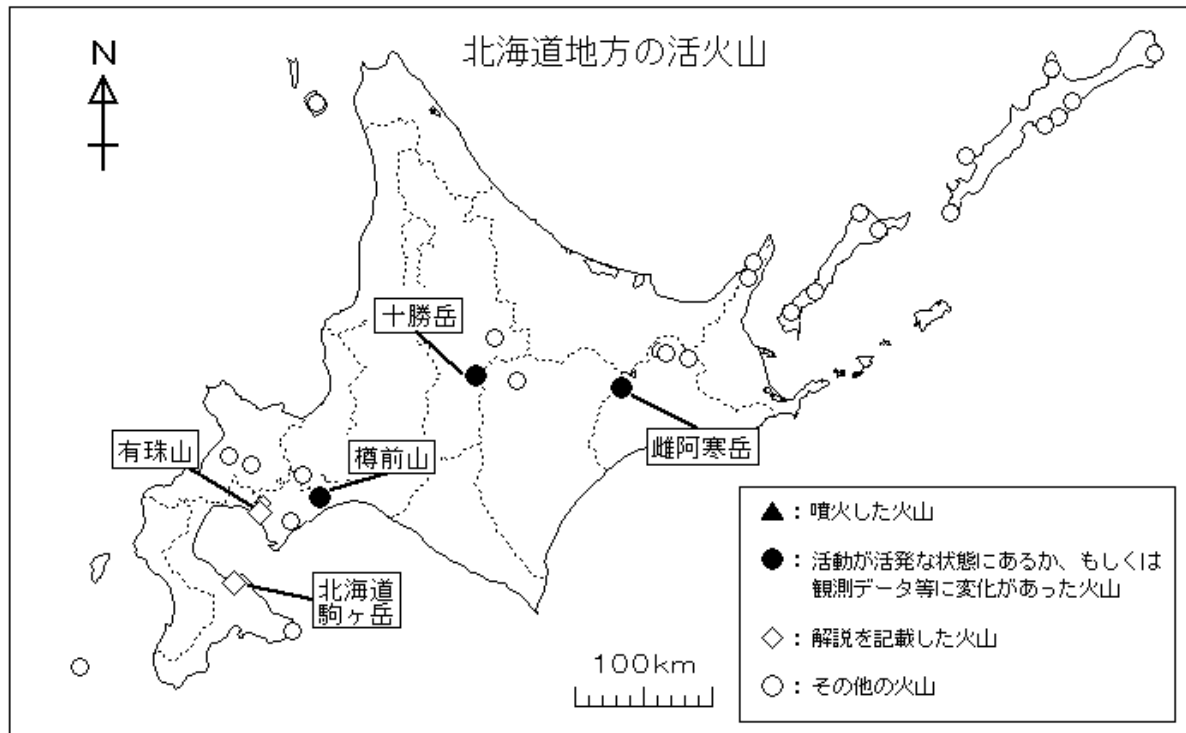 北海道地方の活火山
N
十勝岳
有珠山
樽前山
雌阿寒岳
北海道
駒ヶ岳
100km
▲：噴火した火山
●：活動が活発な状態にあるか、もしくは
観測データ等に変化があった火山
◇：解説を記載した火山
○：その他の火山